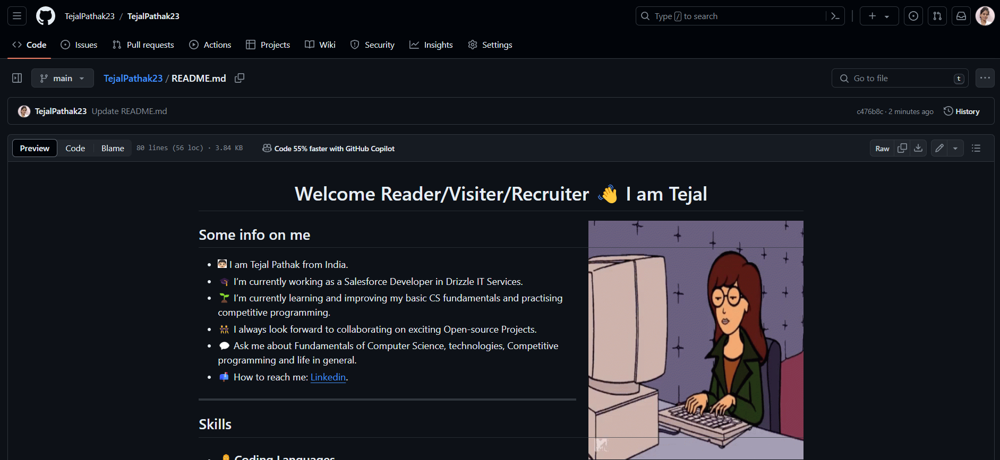 TejalPathak23 / TejalPathak23
Type / to search
Code Issues Pull requests Actions Projects Wiki Security Insights Settings
main TejalPathak23 / README.md
Go to file t
TejalPathak23 Update README.md
c476b8c · 2 minutes ago History
Preview Code Blame 80 lines (56 loc) · 3.84 KB Code 55% faster with GitHub Copilot
Raw
Welcome Reader/Visiter/Recruiter 👋 I am Tejal
Some info on me
I am Tejal Pathak from India.
🎓 I'm currently working as a Salesforce Developer in Drizzle IT Services.
🌱 I'm currently learning and improving my basic CS fundamentals and practising
competitive programming.
👯 I always look forward to collaborating on exciting Open-source Projects.
💬 Ask me about Fundamentals of Computer Science, technologies, Competitive
programming and life in general.
📫 How to reach me: Linkedin.
Skills
Coding Languages